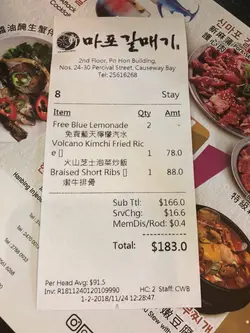 마포갈매기
2nd Floor, Po Hon Building,
Nos. 24-30 Percival Street, Causeway Bay
Tel: 25616268
8 Stay
Item Qty Amt
Free Blue Lemonade 2 -
免費藍天檸檬汽水
Volcano Kimchi Fried Ric
e [] 1 78.0
火山芝士泡菜炒飯
Braised Short Ribs [] 1 88.0
燉牛排骨
Sub Ttl: $166.0
SrvChg: $16.6
MemDis/Rod: $0.4
Total: $183.0
Per Head Avg: $91.5
Inv: R1811240120109990 HC: 2 Staff: CWB
1-2-2018/11/24 12:28:47